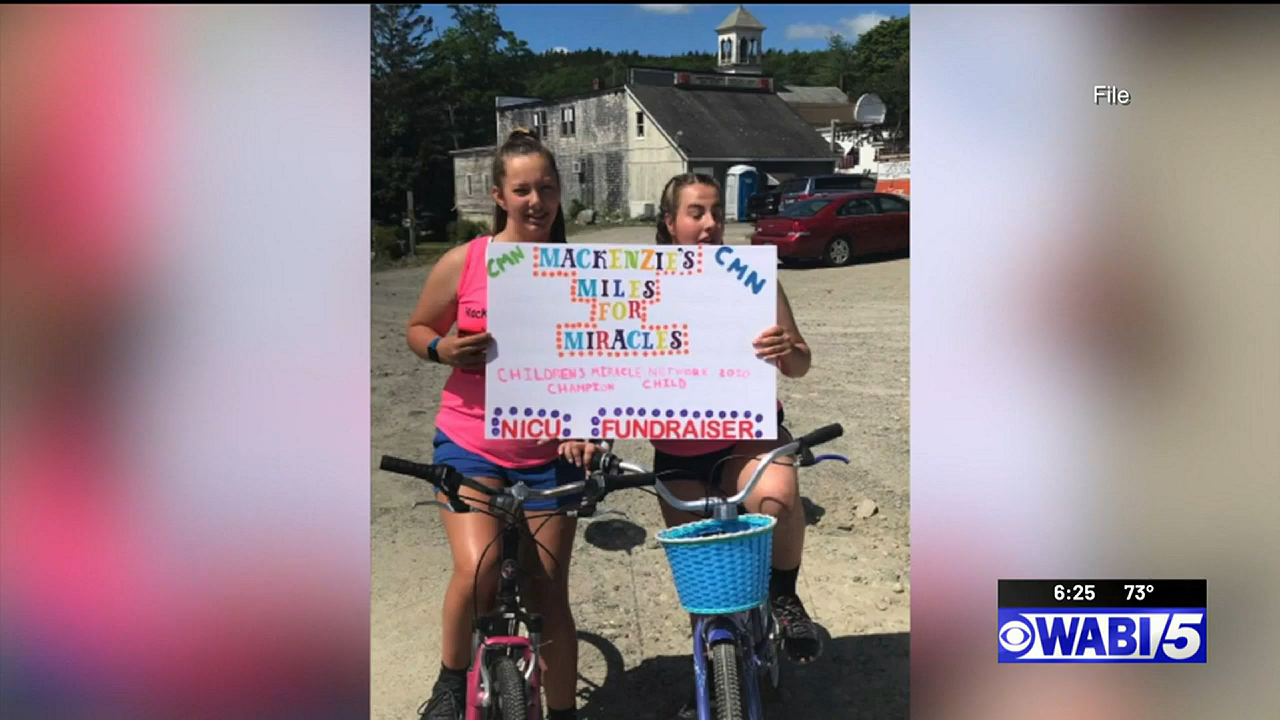 File
CMN
MACKENZIE'S
CMN
MILES
FOR
MIRACLES
CHILDREN'S MIRACLE NETWORK 2020
CHAMPION CHILD
NICU FUNDRAISER
6:25 73°
WABI 5